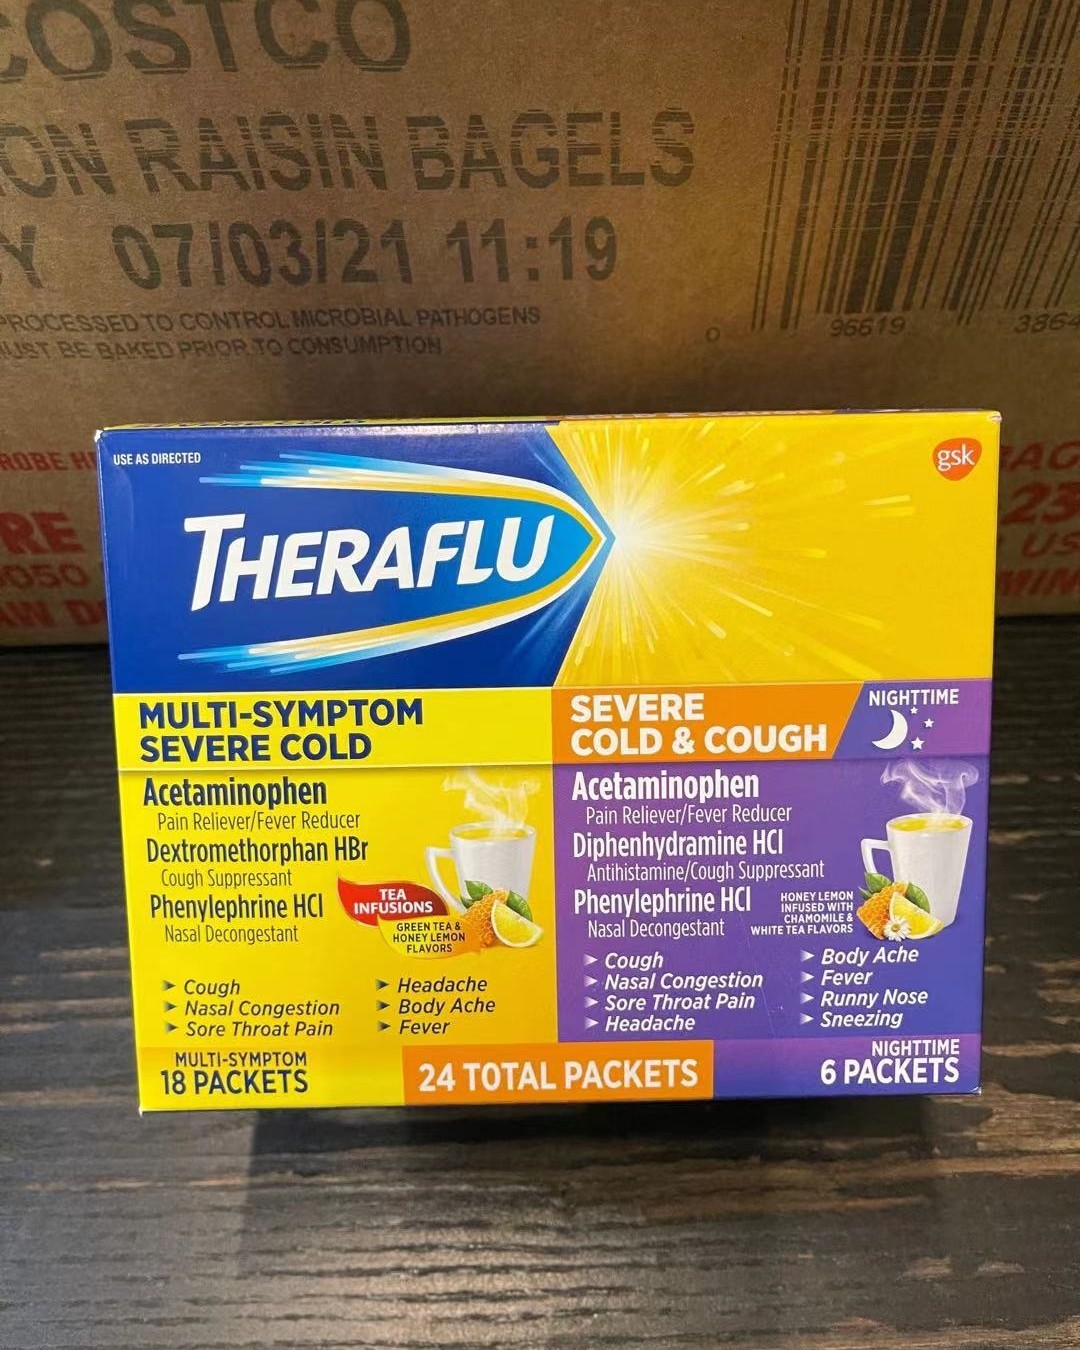 COSTCO
ON RAISIN BAGELS
Y 07/03/21 11:19
PROCESSED TO CONTROL MICROBIAL PATHOGENS
MUST BE BAKED PRIOR TO CONSUMPTION
96619 3864
USE AS DIRECTED
gsk
THERAFLU
MULTI-SYMPTOM
SEVERE COLD
Acetaminophen
Pain Reliever/Fever Reducer
Dextromethorphan HBr
Cough Suppressant
Phenylephrine HCl
Nasal Decongestant
TEA
INFUSIONS
GREEN TEA &
HONEY LEMON
FLAVORS
➤ Cough
➤ Nasal Congestion
➤ Sore Throat Pain
➤ Headache
➤ Body Ache
➤ Fever
MULTI-SYMPTOM
18 PACKETS
24 TOTAL PACKETS
SEVERE
COLD & COUGH
NIGHTTIME
Acetaminophen
Pain Reliever/Fever Reducer
Diphenhydramine HCl
Antihistamine/Cough Suppressant
Phenylephrine HCl
Nasal Decongestant
HONEY LEMON
INFUSED WITH
CHAMOMILE &
WHITE TEA FLAVORS
➤ Cough
➤ Nasal Congestion
➤ Sore Throat Pain
➤ Headache
➤ Body Ache
➤ Fever
➤ Runny Nose
➤ Sneezing
NIGHTTIME
6 PACKETS